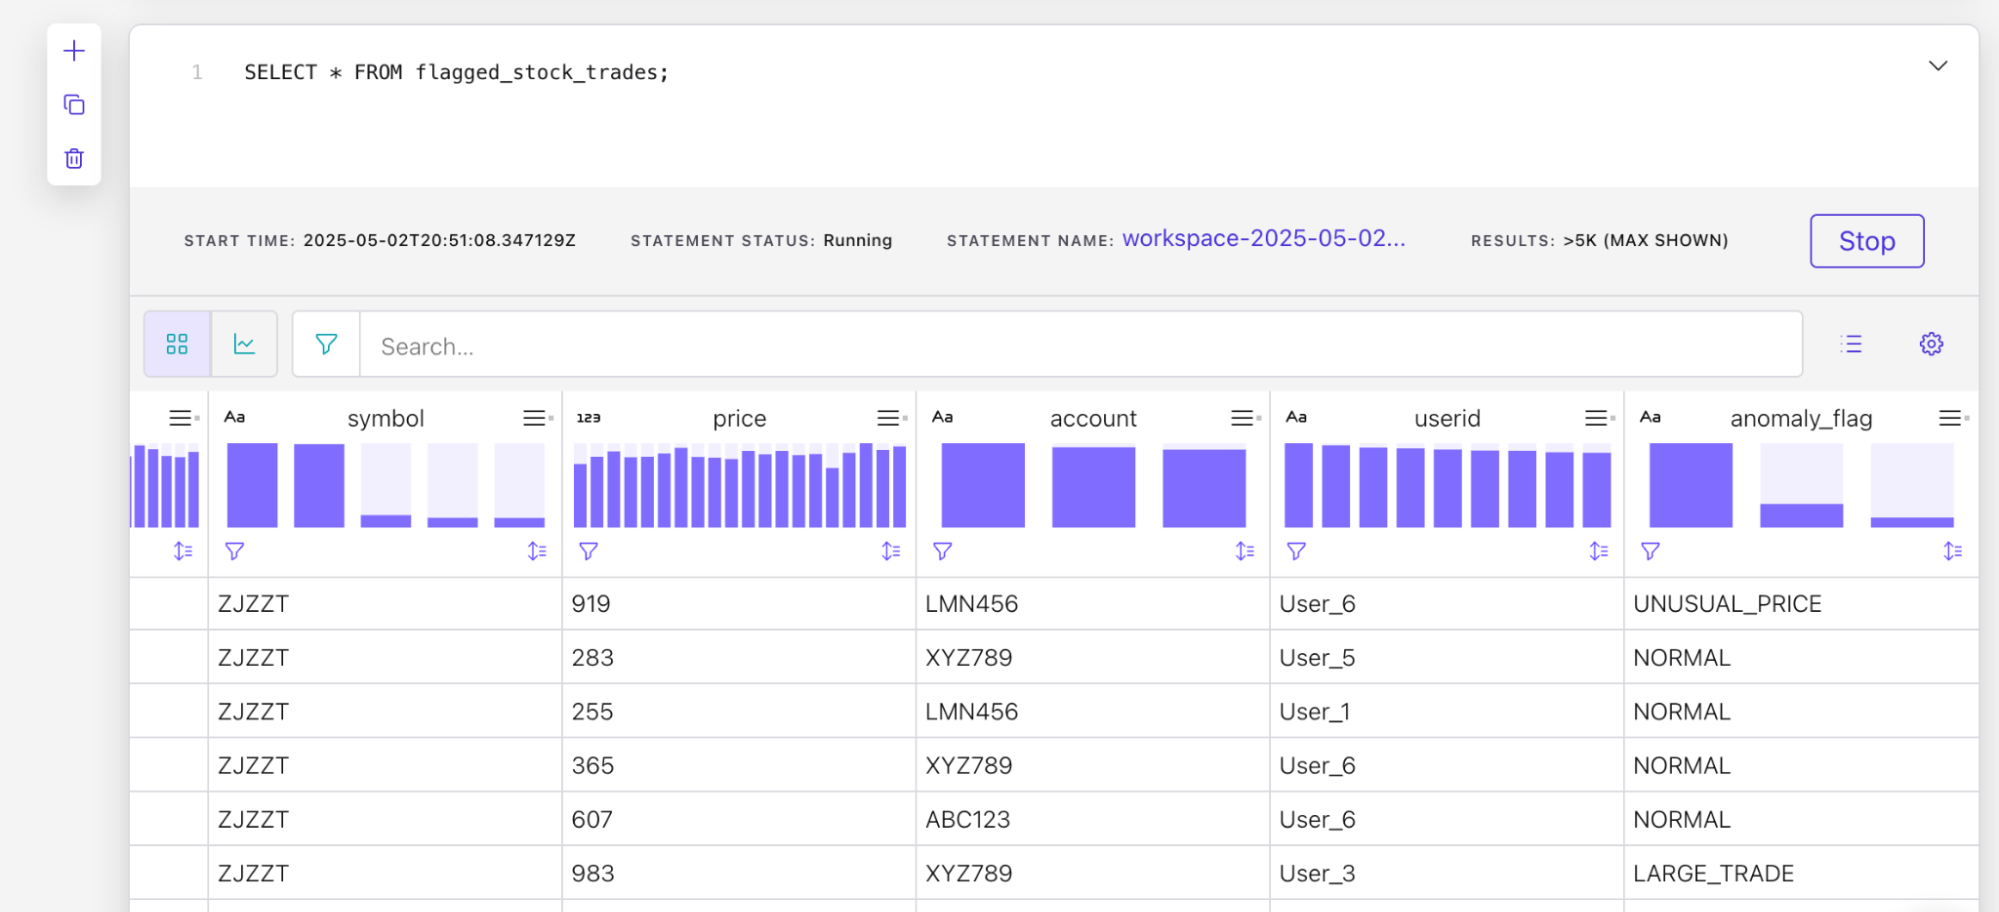 1 SELECT * FROM flagged_stock_trades;
START TIME: 2025-05-02T20:51:08.347129Z STATEMENT STATUS: Running STATEMENT NAME: workspace-2025-05-02... RESULTS: >5K (MAX SHOWN) Stop
Search...
Aa symbol 123 price Aa account Aa userid Aa anomaly_flag
ZJZZT 919 LMN456 User_6 UNUSUAL_PRICE
ZJZZT 283 XYZ789 User_5 NORMAL
ZJZZT 255 LMN456 User_1 NORMAL
ZJZZT 365 XYZ789 User_6 NORMAL
ZJZZT 607 ABC123 User_6 NORMAL
ZJZZT 983 XYZ789 User_3 LARGE_TRADE